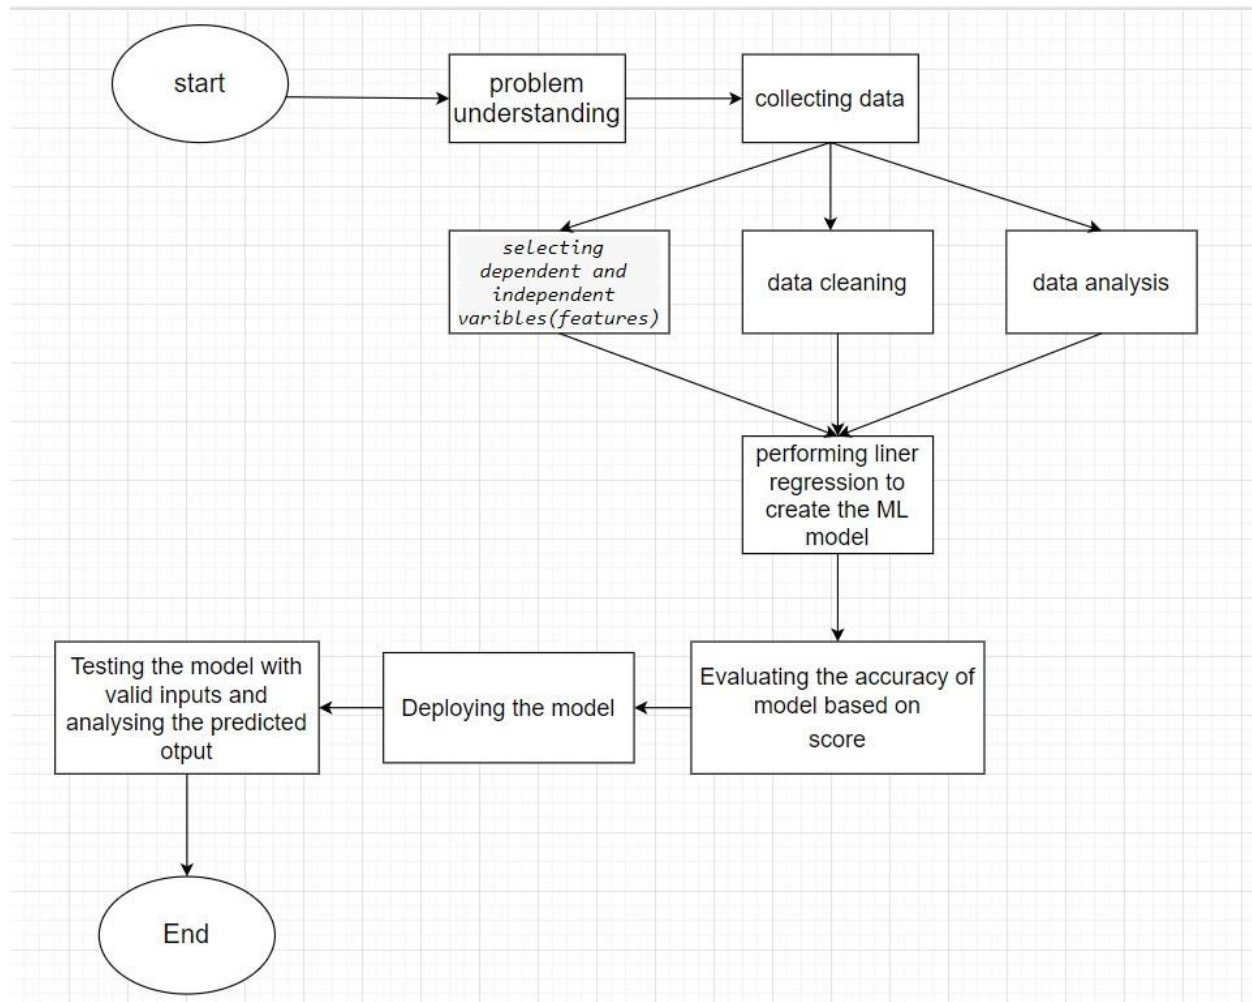 start
problem
understanding
collecting data
selecting
dependent and
independent
varibles(features)
data cleaning
data analysis
performing liner
regression to
create the ML
model
Evaluating the accuracy of
model based on
score
Deploying the model
Testing the model with
valid inputs and
analysing the predicted
otput
End